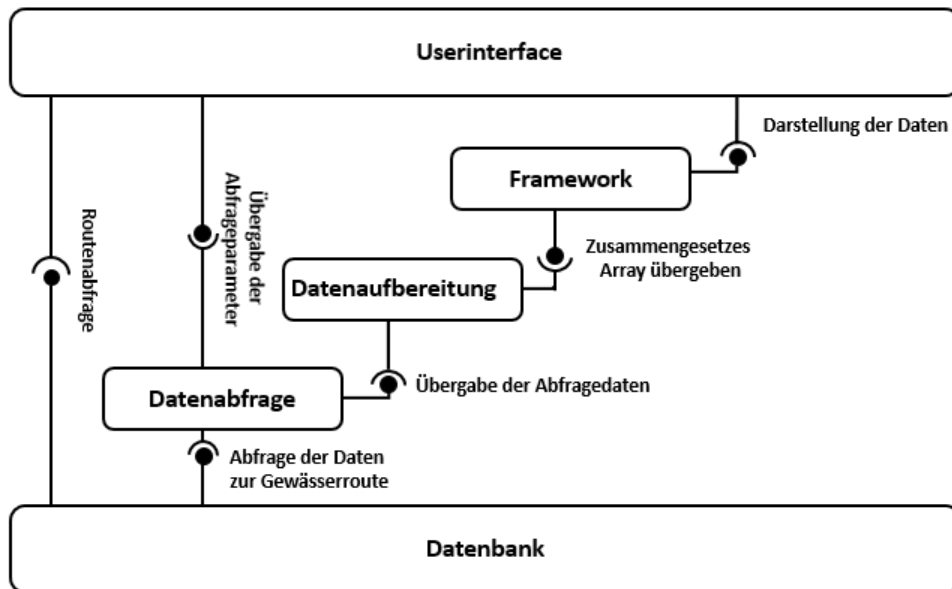 Userinterface
Darstellung der Daten
Framework
Übergabe der
Abfrageparameter
Routenabfrage
Zusammengesetzes
Array übergeben
Datenaufbereitung
Übergabe der Abfragedaten
Datenabfrage
Abfrage der Daten
zur Gewässerroute
Datenbank